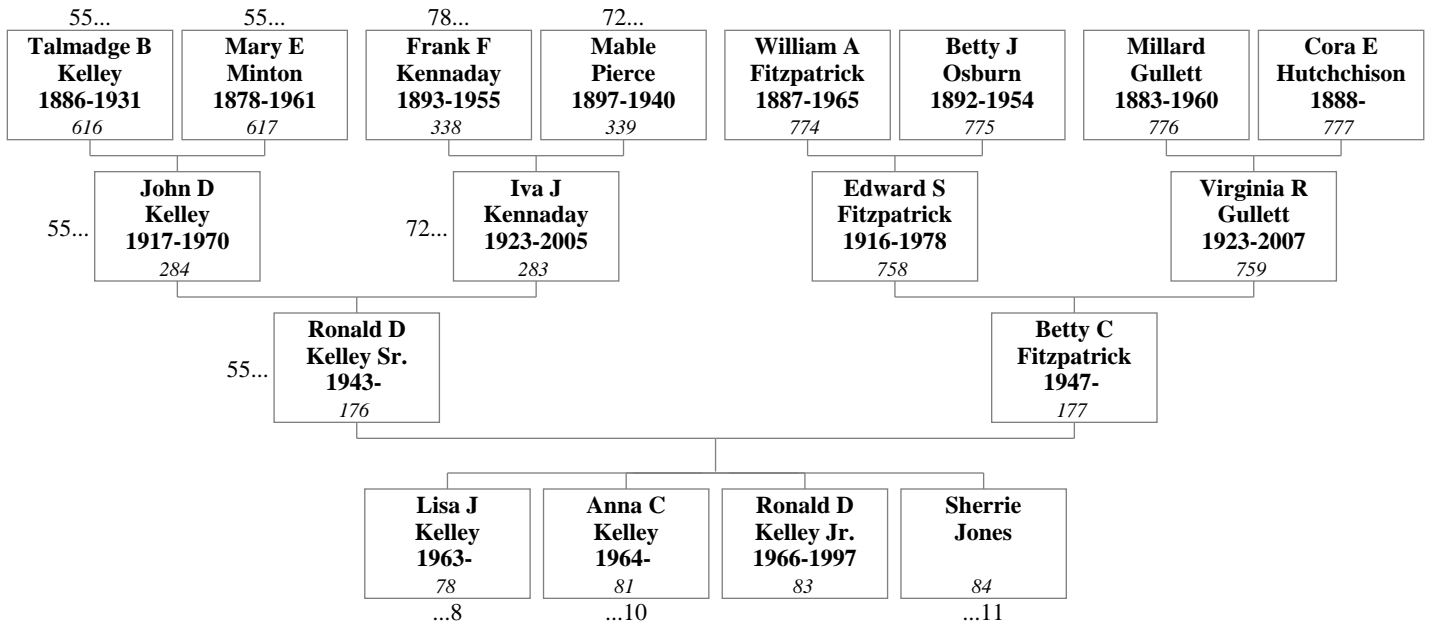 55...
55...
78...
72...
Talmadge B
Kelley
1886-1931
616
Mary E
Minton
1878-1961
617
Frank F
Kennaday
1893-1955
338
Mable
Pierce
1897-1940
339
William A
Fitzpatrick
1887-1965
774
Betty J
Osburn
1892-1954
775
Millard
Gullett
1883-1960
776
Cora E
Hutchchison
1888-
777
55...
John D
Kelley
1917-1970
284
72...
Iva J
Kennaday
1923-2005
283
Edward S
Fitzpatrick
1916-1978
758
Virginia R
Gullett
1923-2007
759
55...
Ronald D
Kelley Sr.
1943-
176
Betty C
Fitzpatrick
1947-
177
Lisa J
Kelley
1963-
78
...8
Anna C
Kelley
1964-
81
...10
Ronald D
Kelley Jr.
1966-1997
83
Sherrie
Jones
84
...11